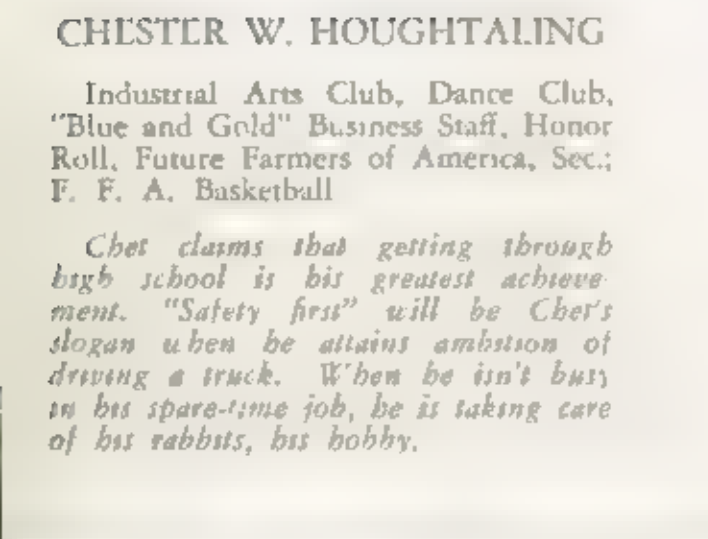 CHESTER W. HOUGHTALING
Industrial Arts Club, Dance Club,
"Blue and Gold" Business Staff, Honor
Roll, Future Farmers of America, Sec.;
F. F. A. Basketball
Chet claims that getting through
high school is his greatest achieve-
ment. "Safety first" will be Chet's
slogan when he attains ambition of
driving a truck. When he isn't busy
in his spare-time job, he is taking care
of his rabbits, his hobby.